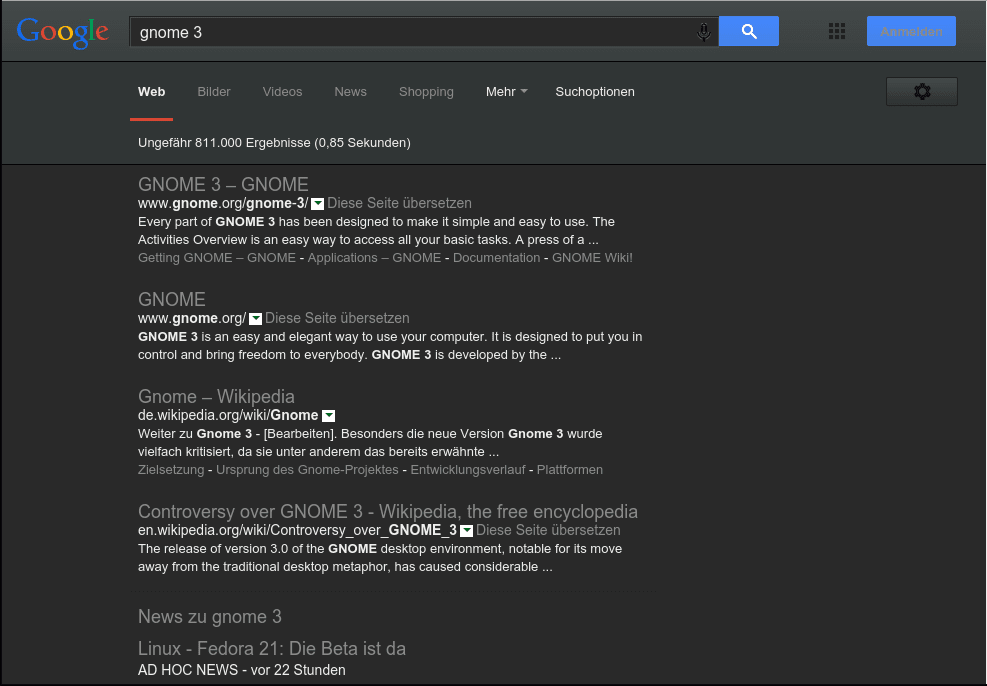 Google
gnome 3
Anmelden
Web Bilder Videos News Shopping Mehr Suchoptionen
Ungefähr 811.000 Ergebnisse (0,85 Sekunden)
GNOME 3 – GNOME
www.gnome.org/gnome-3/ Diese Seite übersetzen
Every part of GNOME 3 has been designed to make it simple and easy to use. The
Activities Overview is an easy way to access all your basic tasks. A press of a ...
Getting GNOME – GNOME - Applications – GNOME - Documentation - GNOME Wiki!
GNOME
www.gnome.org/ Diese Seite übersetzen
GNOME 3 is an easy and elegant way to use your computer. It is designed to put you in
control and bring freedom to everybody. GNOME 3 is developed by the ...
Gnome – Wikipedia
de.wikipedia.org/wiki/Gnome
Weiter zu Gnome 3 - [Bearbeiten]. Besonders die neue Version Gnome 3 wurde
vielfach kritisiert, da sie unter anderem das bereits erwähnte ...
Zielsetzung - Ursprung des Gnome-Projektes - Entwicklungsverlauf - Plattformen
Controversy over GNOME 3 - Wikipedia, the free encyclopedia
en.wikipedia.org/wiki/Controversy_over_GNOME_3 Diese Seite übersetzen
The release of version 3.0 of the GNOME desktop environment, notable for its move
away from the traditional desktop metaphor, has caused considerable ...
News zu gnome 3
Linux - Fedora 21: Die Beta ist da
AD HOC NEWS - vor 22 Stunden